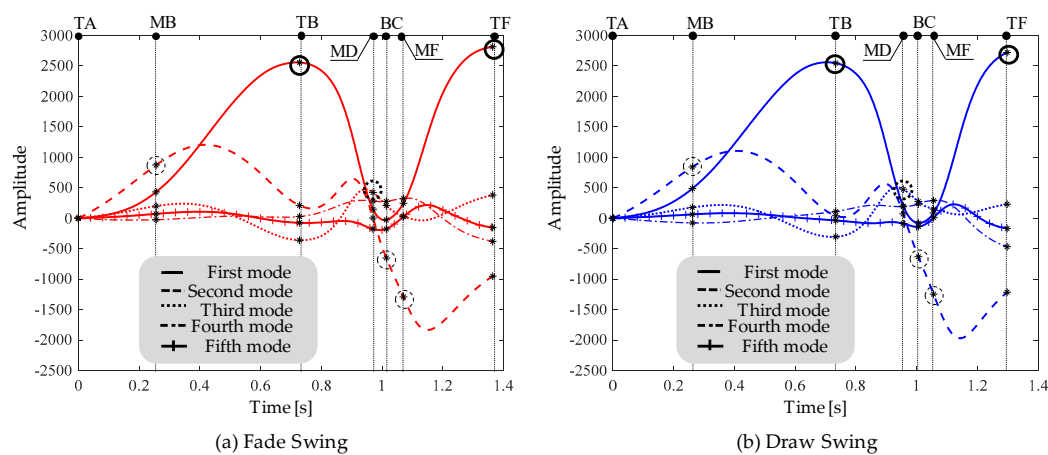 TA MB TB BC TF
MD MF
3000
2500
2000
1500
1000
500
0
-500
-1000
-1500
-2000
-2500
Amplitude
First mode
Second mode
Third mode
Fourth mode
Fifth mode
0 0.2 0.4 0.6 0.8 1 1.2 1.4
Time [s]
(a) Fade Swing
TA MB TB BC TF
MD MF
3000
2500
2000
1500
1000
500
0
-500
-1000
-1500
-2000
-2500
Amplitude
First mode
Second mode
Third mode
Fourth mode
Fifth mode
0 0.2 0.4 0.6 0.8 1 1.2 1.4
Time [s]
(b) Draw Swing